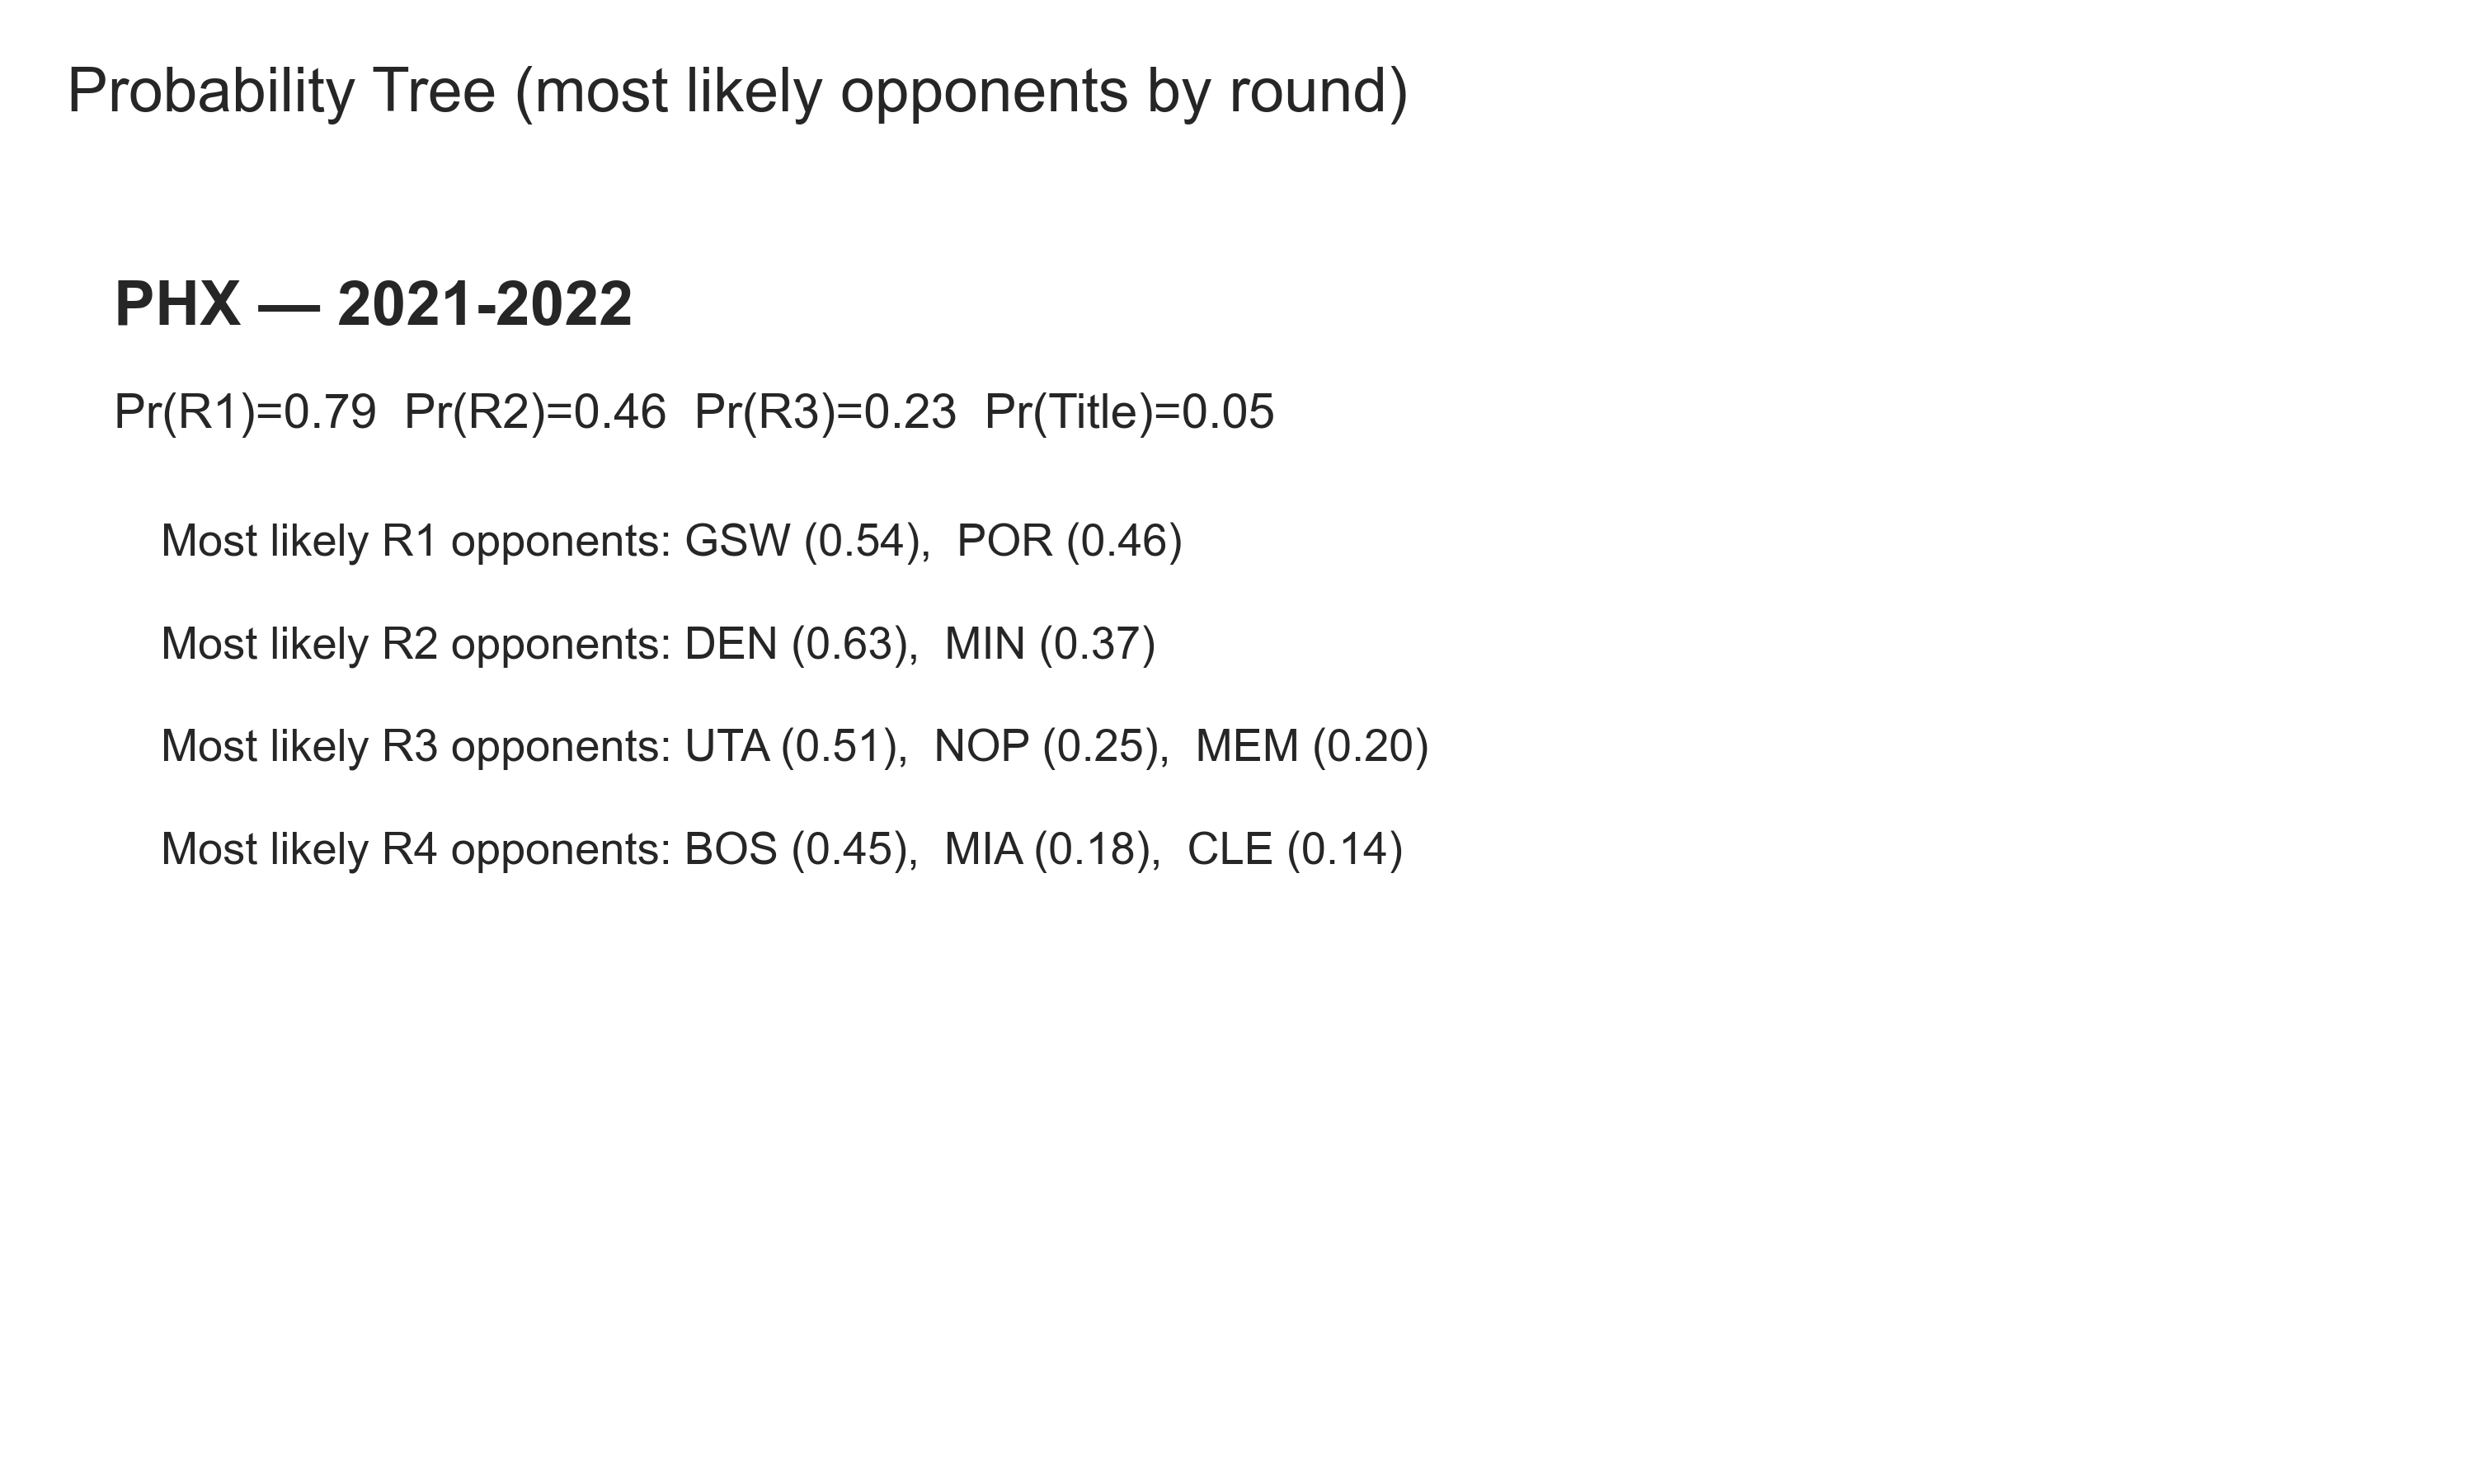 Probability Tree (most likely opponents by round)
PHX — 2021-2022
Pr(R1)=0.79  Pr(R2)=0.46  Pr(R3)=0.23  Pr(Title)=0.05
Most likely R1 opponents: GSW (0.54),  POR (0.46)
Most likely R2 opponents: DEN (0.63),  MIN (0.37)
Most likely R3 opponents: UTA (0.51),  NOP (0.25),  MEM (0.20)
Most likely R4 opponents: BOS (0.45),  MIA (0.18),  CLE (0.14)